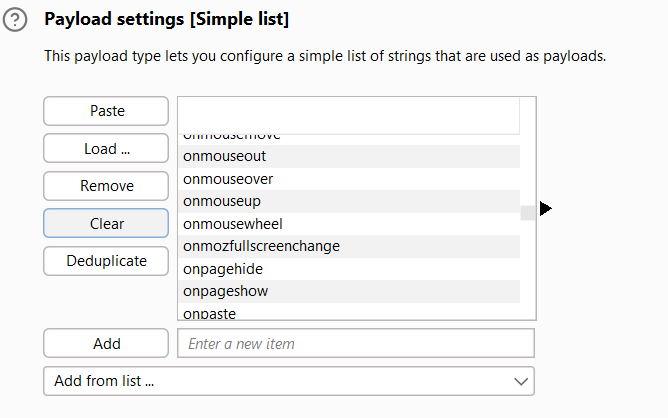 ?
Payload settings [Simple list]
This payload type lets you configure a simple list of strings that are used as payloads.
Paste
Load ...
Remove
Clear
Deduplicate
onmousemove
onmouseout
onmouseover
onmouseup
onmousewheel
onmozfullscreenchange
onpagehide
onpageshow
onpaste
Add
Enter a new item
Add from list ...